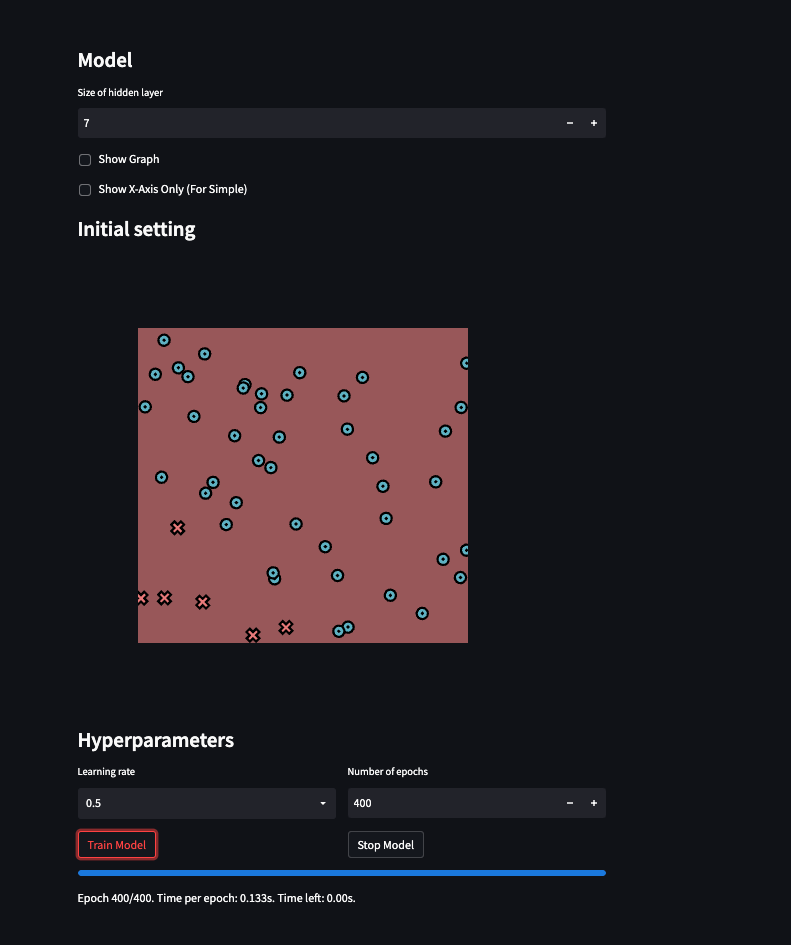 Model
Size of hidden layer
7
Show Graph
Show X-Axis Only (For Simple)
Initial setting
Hyperparameters
Learning rate
Number of epochs
0.5
400
Train Model
Stop Model
Epoch 400/400. Time per epoch: 0.133s. Time left: 0.00s.